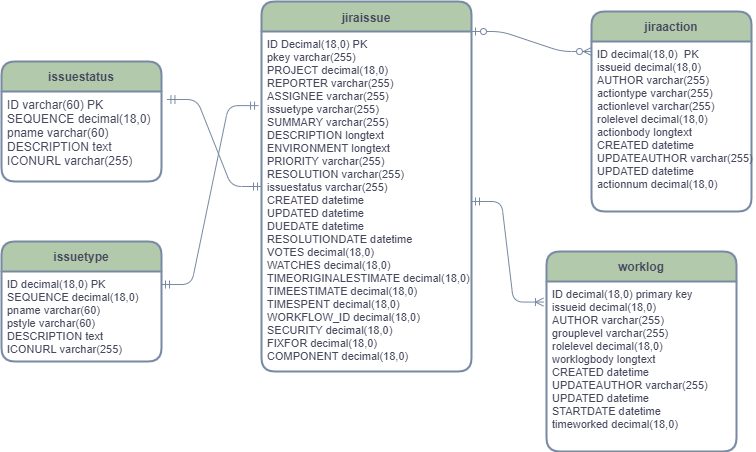 issuestatus
ID varchar(60) PK
SEQUENCE decimal(18,0)
pname varchar(60)
DESCRIPTION text
ICONURL varchar(255)
issuetype
ID decimal(18,0) PK
SEQUENCE decimal(18,0)
pname varchar(60)
pstyle varchar(60)
DESCRIPTION text
ICONURL varchar(255)
jiraissue
ID Decimal(18,0) PK
pkey varchar(255)
PROJECT decimal(18,0)
REPORTER varchar(255)
ASSIGNEE varchar(255)
issuetype varchar(255)
SUMMARY varchar(255)
DESCRIPTION longtext
ENVIRONMENT longtext
PRIORITY varchar(255)
RESOLUTION varchar(255)
issuestatus varchar(255)
CREATED datetime
UPDATED datetime
DUEDATE datetime
RESOLUTIONDATE datetime
VOTES decimal(18,0)
WATCHES decimal(18,0)
TIMEORIGINALESTIMATE decimal(18,0)
TIMEESTIMATE decimal(18,0)
TIMESPENT decimal(18,0)
WORKFLOW_ID decimal(18,0)
SECURITY decimal(18,0)
FIXFOR decimal(18,0)
COMPONENT decimal(18,0)
jiraaction
ID decimal(18,0) PK
issueid decimal(18,0)
AUTHOR varchar(255)
actiontype varchar(255)
actionlevel varchar(255)
rolelevel decimal(18,0)
actionbody longtext
CREATED datetime
UPDATEAUTHOR varchar(255)
UPDATED datetime
actionnum decimal(18,0)
worklog
ID decimal(18,0) primary key
issueid decimal(18,0)
AUTHOR varchar(255)
grouplevel varchar(255)
rolelevel decimal(18,0)
worklogbody longtext
CREATED datetime
UPDATEAUTHOR varchar(255)
UPDATED datetime
STARTDATE datetime
timeworked decimal(18,0)